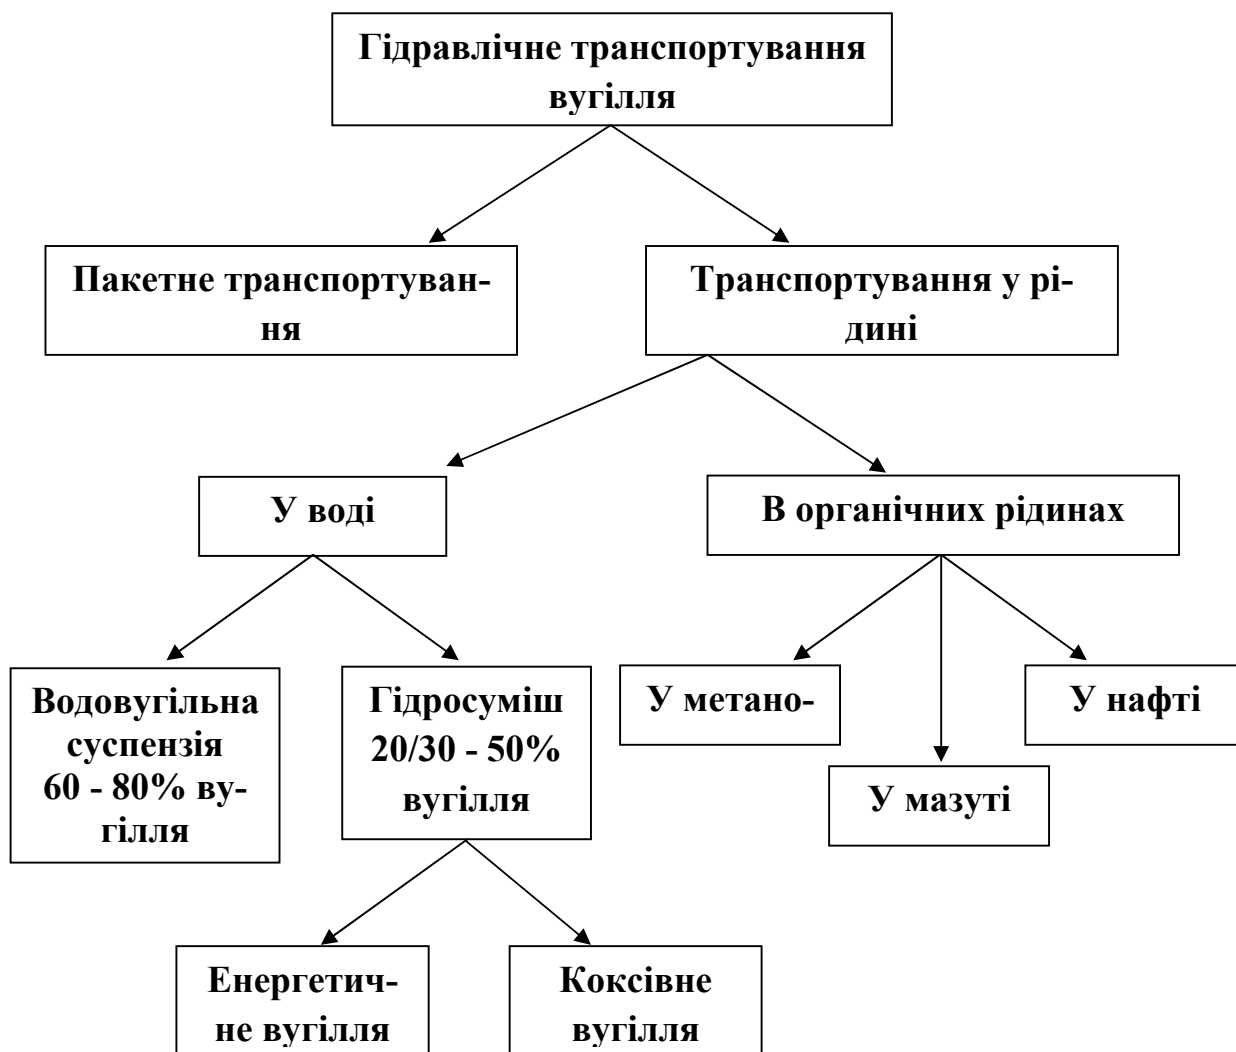 Гідравлічне транспортування
вугілля
Пакетне транспортуван-
ня
Транспортування у рі-
дині
У воді
В органічних рідинах
Водовугільна
суспензія
60 - 80% ву-
гілля
Гідросуміш
20/30 - 50%
вугілля
У метано-
У нафті
У мазуті
Енергетич-
не вугілля
Коксівне
вугілля